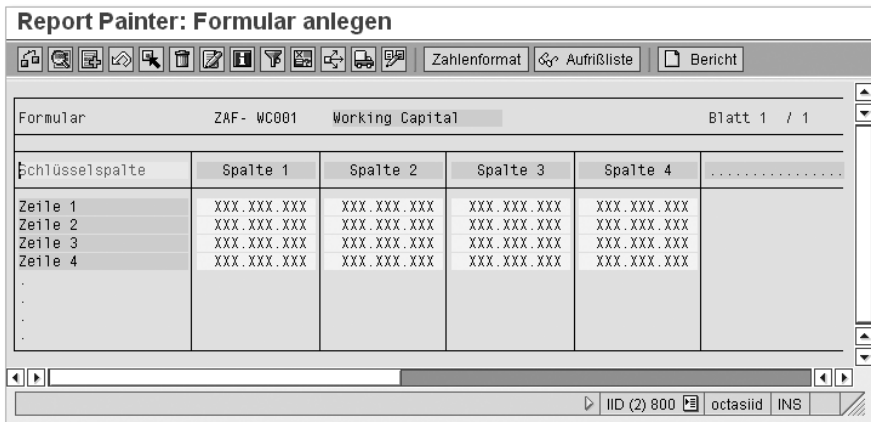 Report Painter: Formular anlegen
Zahlenformat Aufrißliste Bericht
Formular ZAF- WC001 Working Capital Blatt 1 / 1
Schlüsselspalte Spalte 1 Spalte 2 Spalte 3 Spalte 4 ................
Zeile 1 XXX.XXX.XXX XXX.XXX.XXX XXX.XXX.XXX XXX.XXX.XXX
Zeile 2 XXX.XXX.XXX XXX.XXX.XXX XXX.XXX.XXX XXX.XXX.XXX
Zeile 3 XXX.XXX.XXX XXX.XXX.XXX XXX.XXX.XXX XXX.XXX.XXX
Zeile 4 XXX.XXX.XXX XXX.XXX.XXX XXX.XXX.XXX XXX.XXX.XXX
.
.
.
.
IID (2) 800 octasiid INS